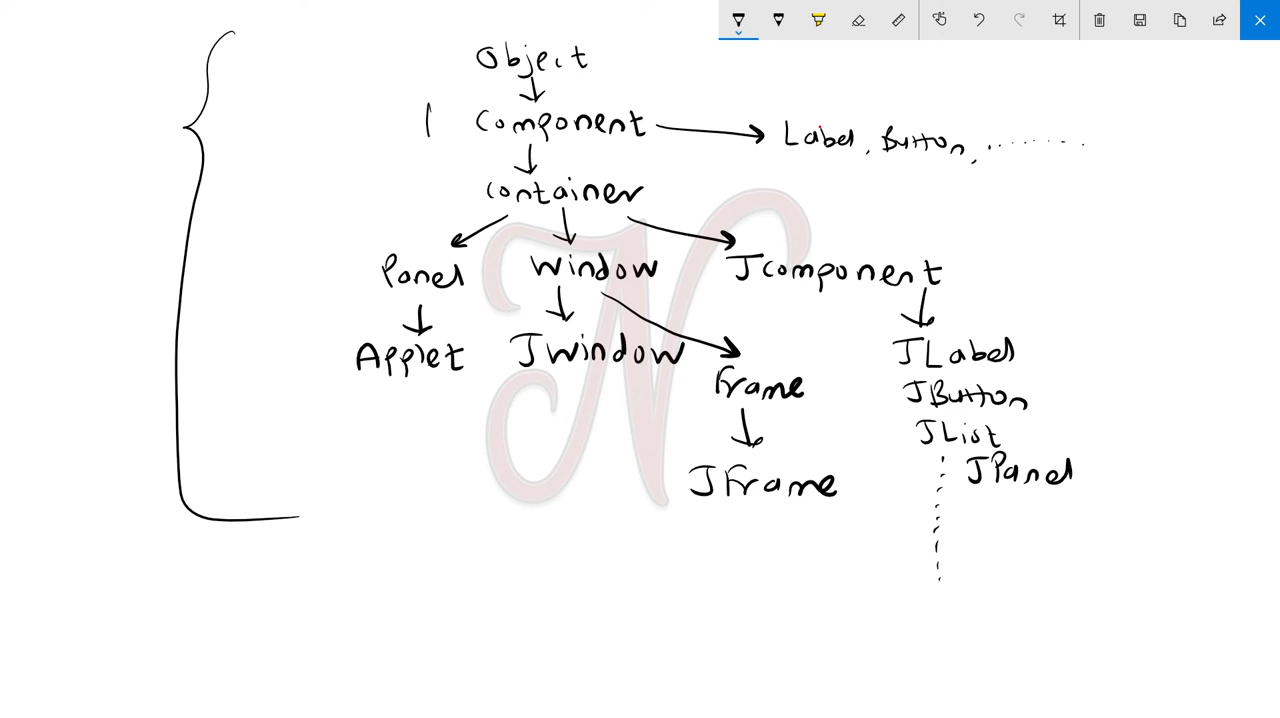 Object
Component Label, Button, ..........
Container
Panel Window JComponent
Applet JWindow JLabel
Frame JButton
JList
JFrame JPanel
N